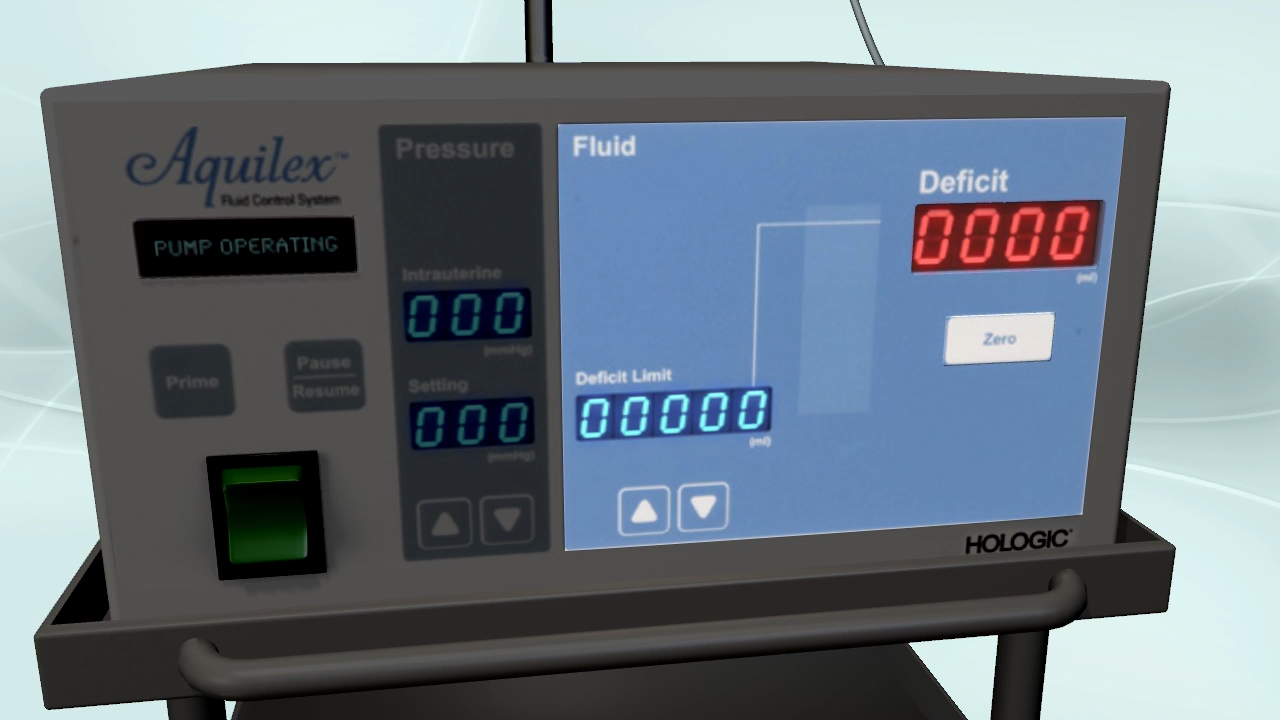 Aquilex™
Fluid Control System
PUMP OPERATING
Prime
Pause
Resume
Pressure
Intrauterine
000
(mmHg)
Setting
000
(mmHg)
Fluid
Deficit Limit
00000
(ml)
Deficit
0000
(ml)
Zero
HOLOGIC®